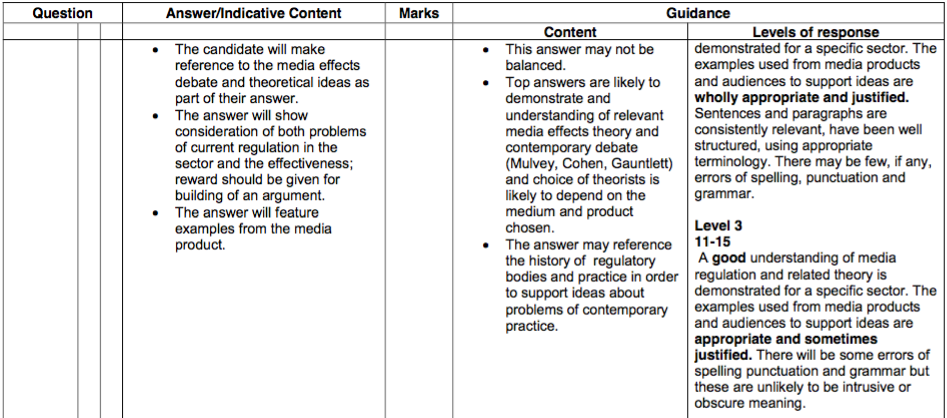 Question
Answer/Indicative Content
Marks
Guidance
Content
Levels of response
• The candidate will make
reference to the media effects
debate and theoretical ideas as
part of their answer.
• The answer will show
consideration of both problems
of current regulation in the
sector and the effectiveness;
reward should be given for
building of an argument.
• The answer will feature
examples from the media
product.
• This answer may not be
balanced.
• Top answers are likely to
demonstrate and
understanding of relevant
media effects theory and
contemporary debate
(Mulvey, Cohen, Gauntlett)
and choice of theorists is
likely to depend on the
medium and product
chosen.
• The answer may reference
the history of regulatory
bodies and practice in order
to support ideas about
problems of contemporary
practice.
demonstrated for a specific sector. The
examples used from media products
and audiences to support ideas are
wholly appropriate and justified.
Sentences and paragraphs are
consistently relevant, have been well
structured, using appropriate
terminology. There may be few, if any,
errors of spelling, punctuation and
grammar.
Level 3
11-15
A good understanding of media
regulation and related theory is
demonstrated for a specific sector. The
examples used from media products
and audiences to support ideas are
appropriate and sometimes
justified. There will be some errors of
spelling punctuation and grammar but
these are unlikely to be intrusive or
obscure meaning.